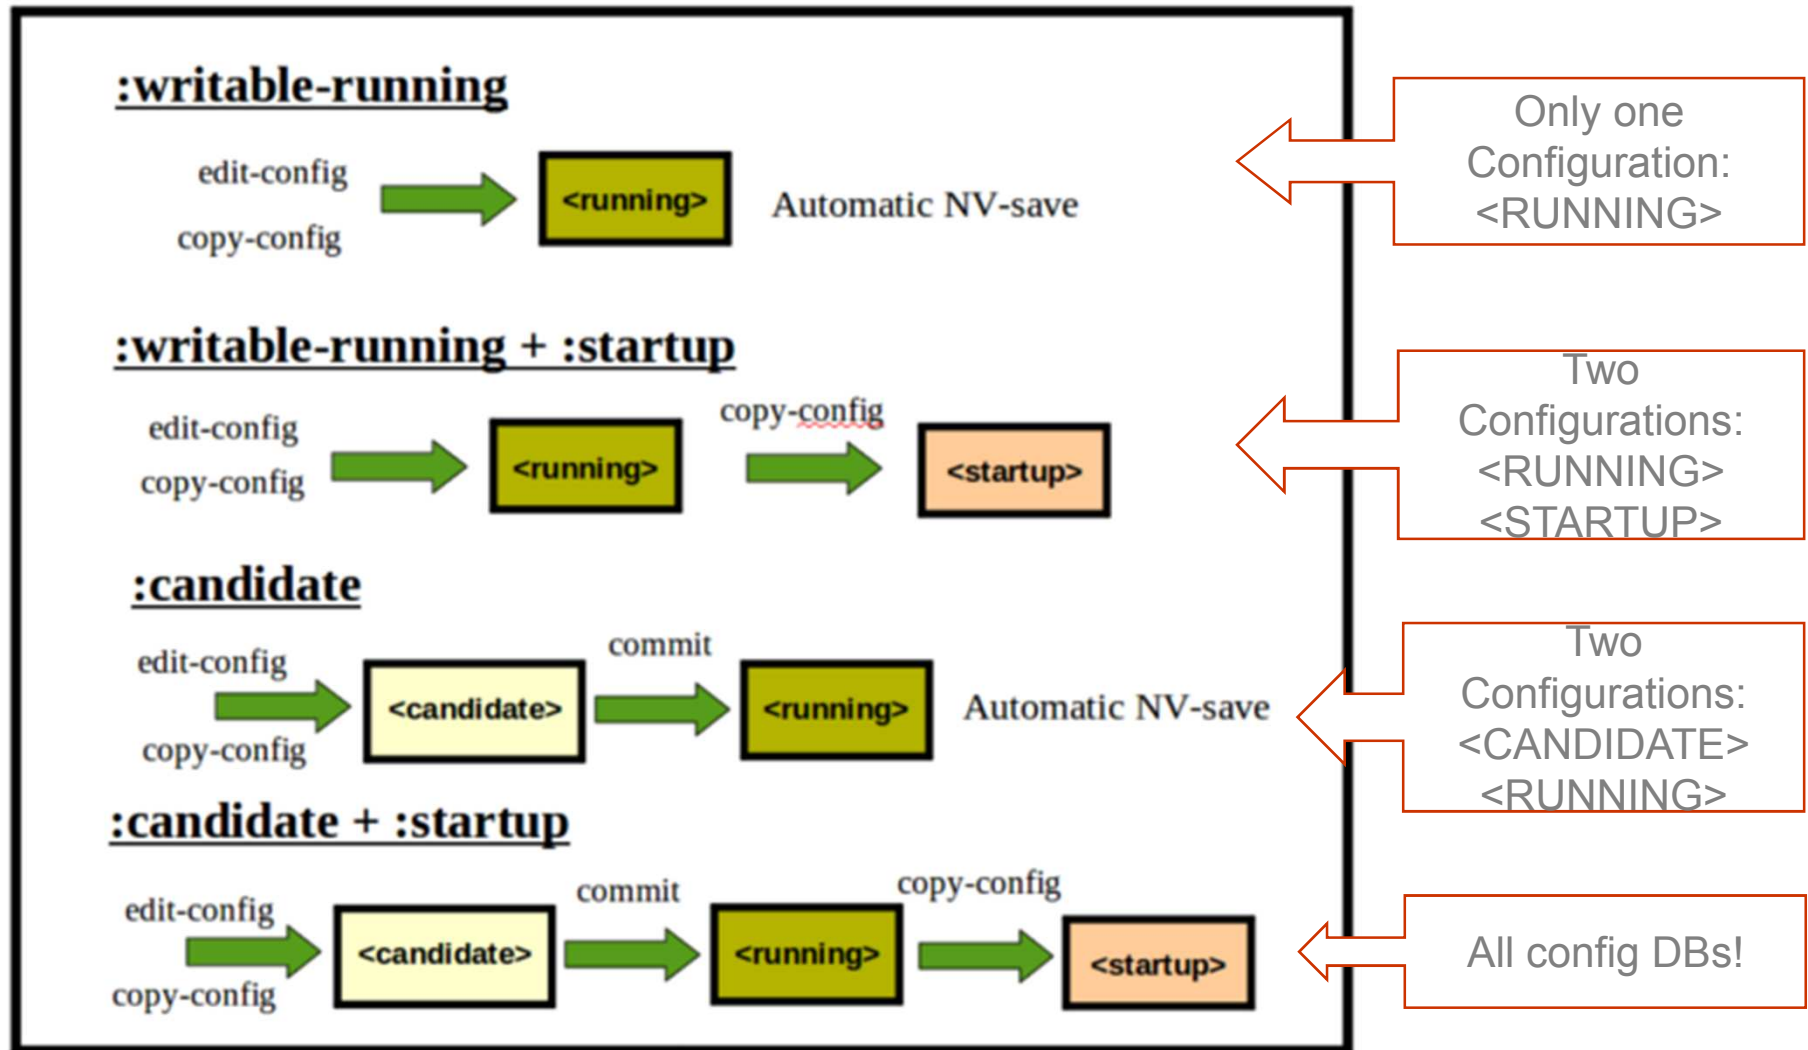 :writable-running
edit-config
copy-config
<running>
Automatic NV-save
Only one
Configuration:
<RUNNING>
:writable-running + :startup
edit-config
copy-config
<running>
copy-config
<startup>
Two
Configurations:
<RUNNING>
<STARTUP>
:candidate
edit-config
copy-config
<candidate>
commit
<running>
Automatic NV-save
Two
Configurations:
<CANDIDATE>
<RUNNING>
:candidate + :startup
edit-config
copy-config
<candidate>
commit
<running>
copy-config
<startup>
All config DBs!